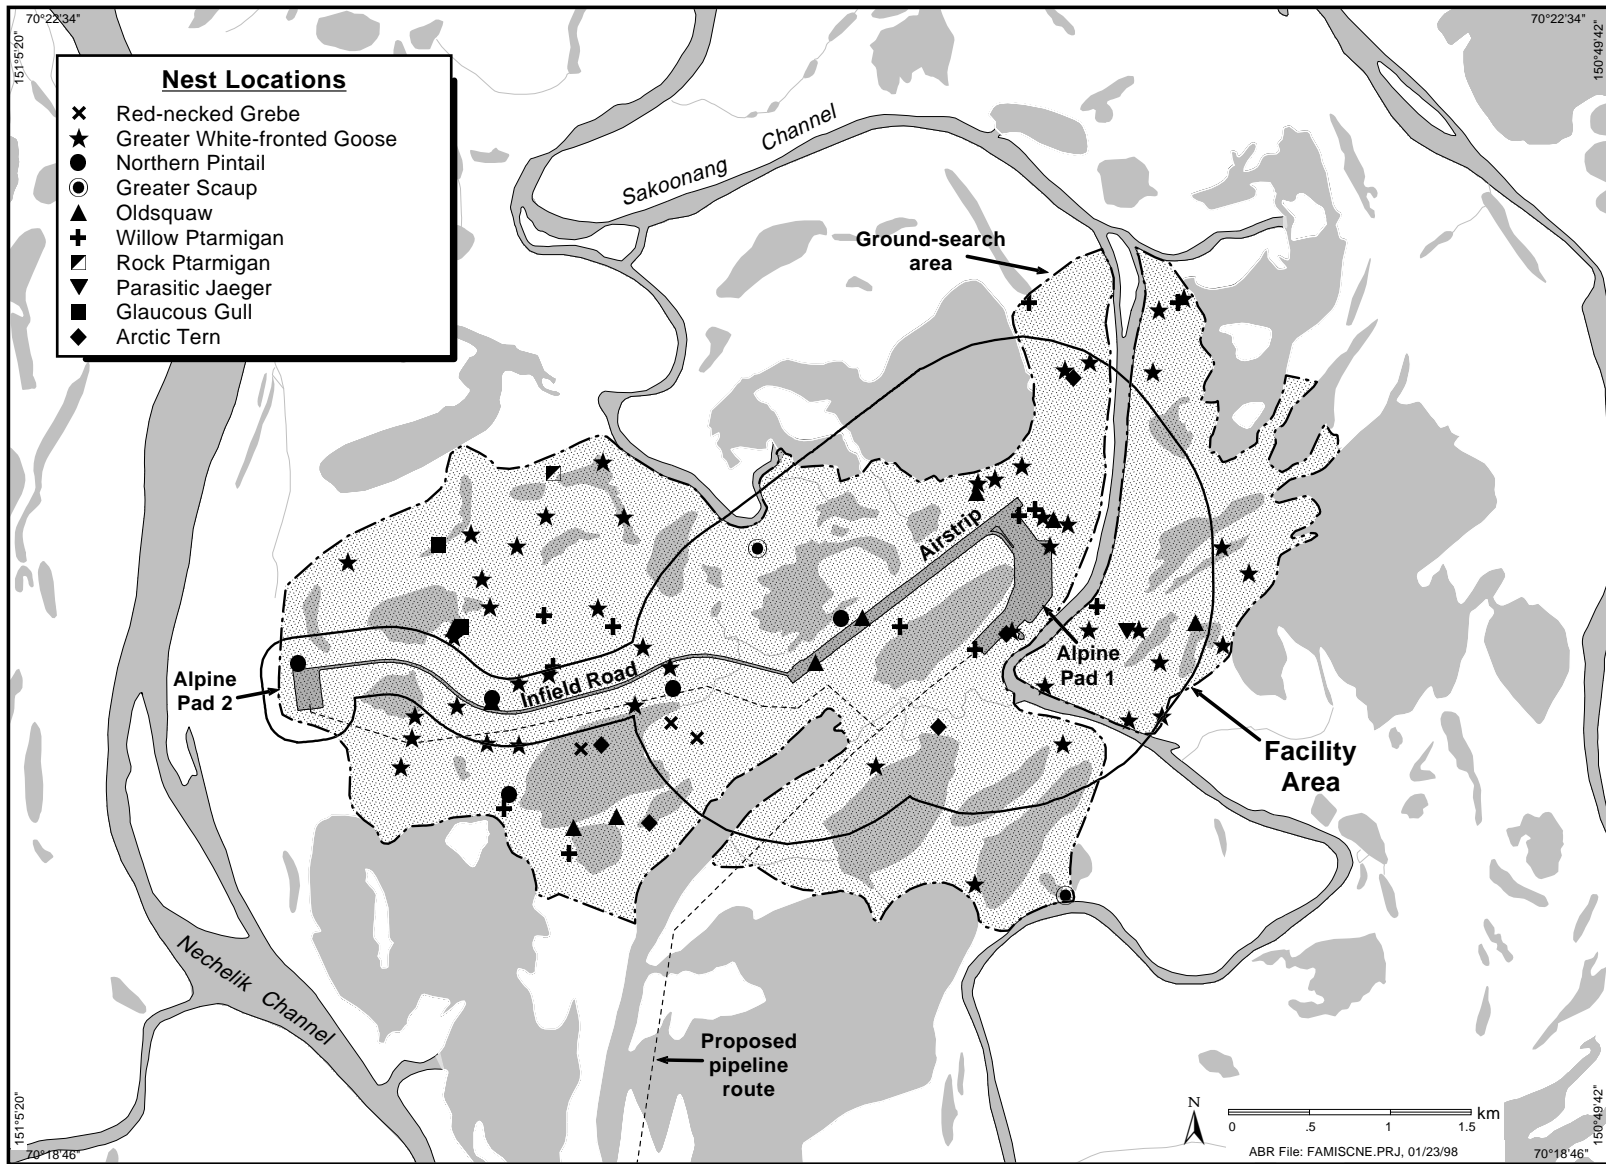 70°22'34"
70°22'34"
151°5'20"
150°49'42"
Nest Locations
Red-necked Grebe
Greater White-fronted Goose
Northern Pintail
Greater Scaup
Oldsquaw
Willow Ptarmigan
Rock Ptarmigan
Parasitic Jaeger
Glaucous Gull
Arctic Tern
Sakoonang Channel
Ground-search
area
Airstrip
Alpine
Pad 2
Infield Road
Alpine
Pad 1
Facility
Area
Nechelik Channel
Proposed
pipeline
route
N
km
0 .5 1 1.5
ABR File: FAMISCNE.PRJ, 01/23/98
151°5'20"
150°49'42"
70°18'46"
70°18'46"